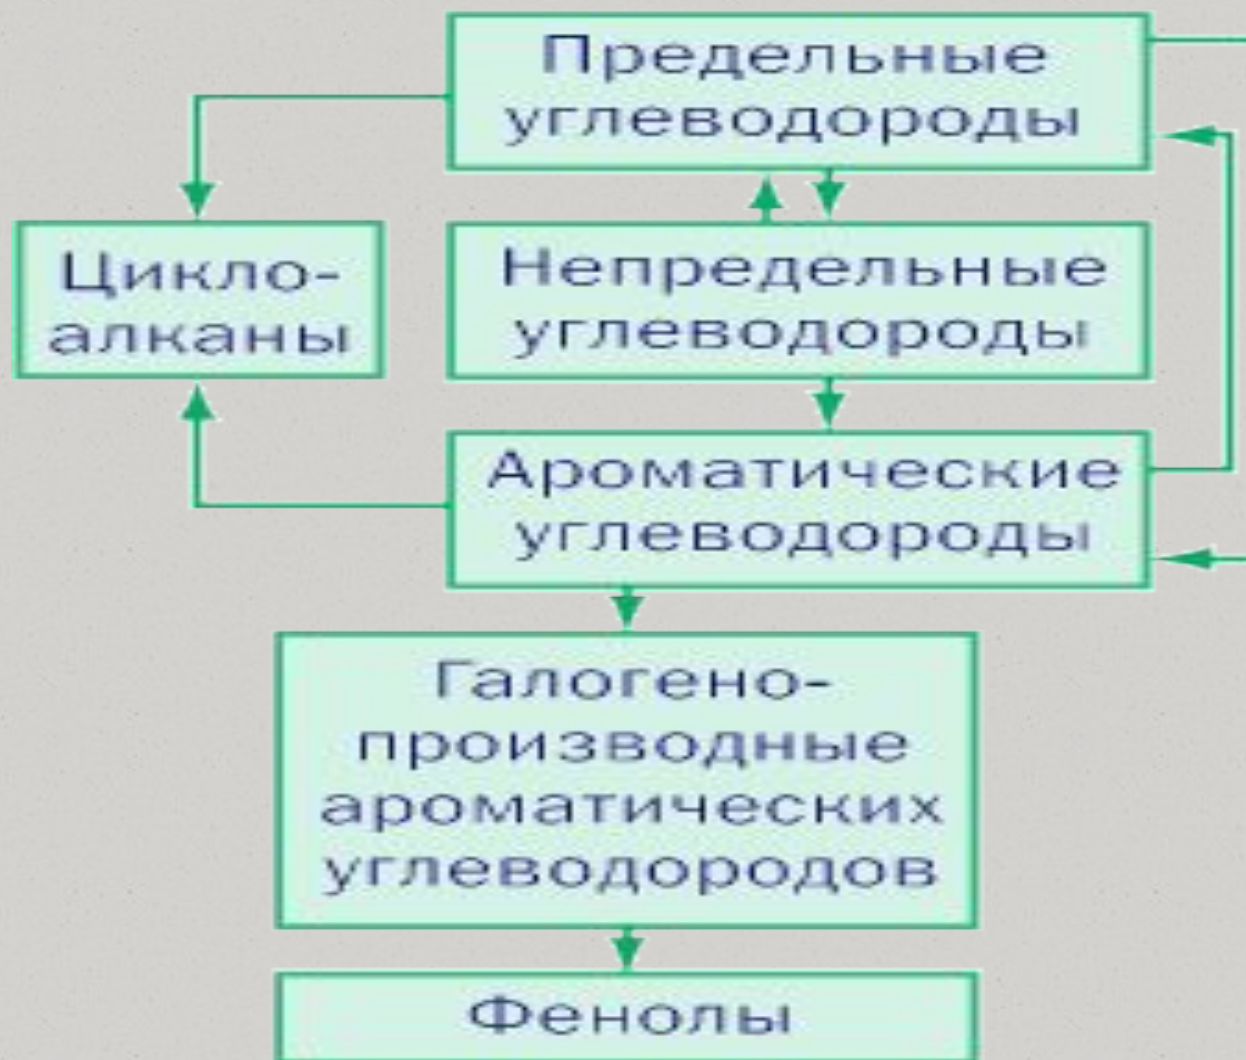 Предельные
углеводороды
Цикло-
алканы
Непредельные
углеводороды
Ароматические
углеводороды
Галогено-
производные
ароматических
углеводородов
Фенолы